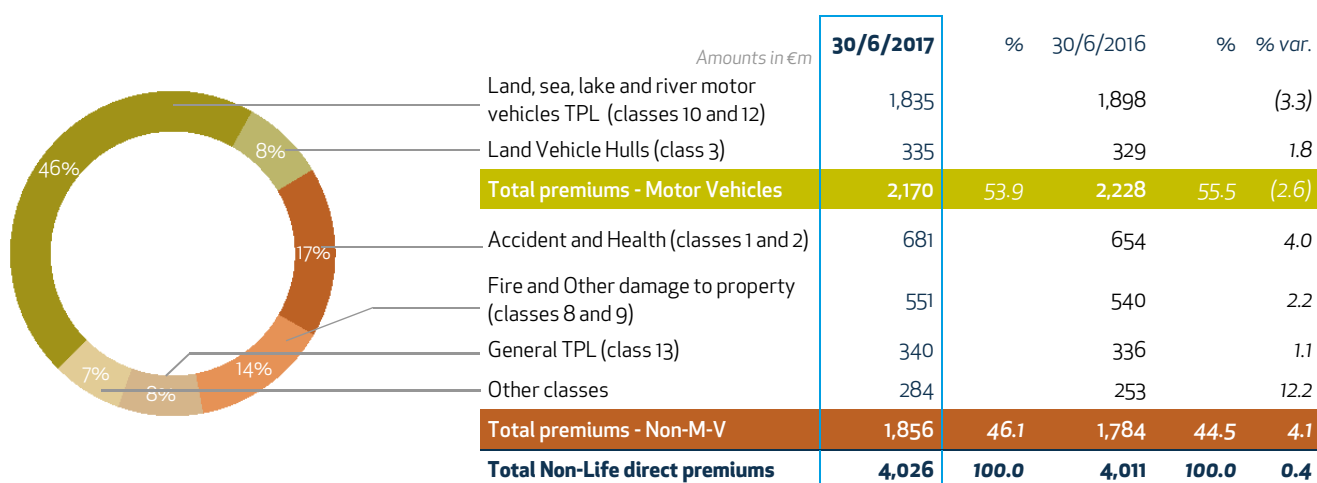 Amounts in €m 30/6/2017 % 30/6/2016 % % var.
Land, sea, lake and river motor
vehicles TPL (classes 10 and 12) 1,835 1,898 (3.3)
Land Vehicle Hulls (class 3) 335 329 1.8
Total premiums - Motor Vehicles 2,170 53.9 2,228 55.5 (2.6)
Accident and Health (classes 1 and 2) 681 654 4.0
Fire and Other damage to property
(classes 8 and 9) 551 540 2.2
General TPL (class 13) 340 336 1.1
Other classes 284 253 12.2
Total premiums - Non-M-V 1,856 46.1 1,784 44.5 4.1
Total Non-Life direct premiums 4,026 100.0 4,011 100.0 0.4
46%
8%
17%
14%
8%
7%